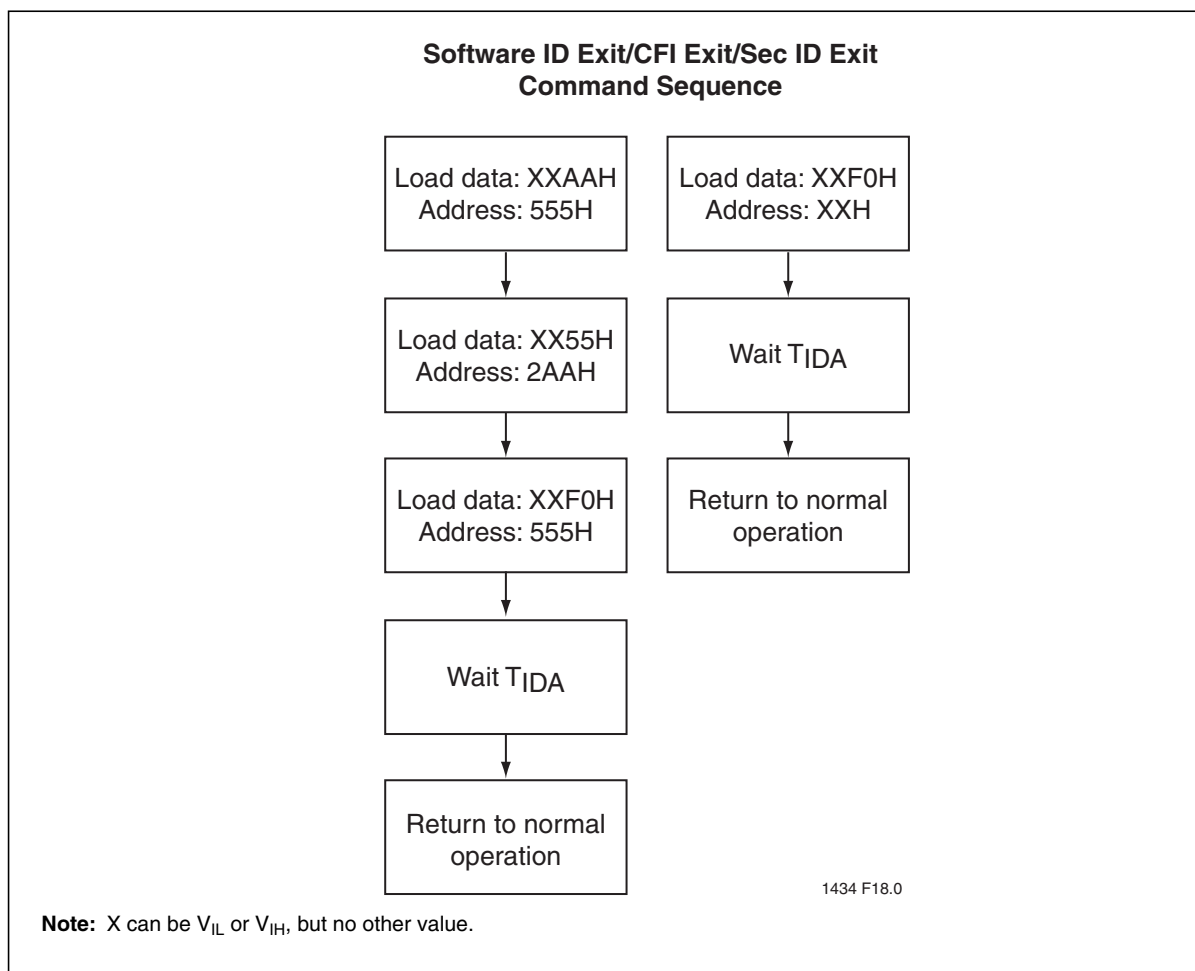 Software ID Exit/CFI Exit/Sec ID Exit
Command Sequence
Load data: XXAAH
Address: 555H
Load data: XX55H
Address: 2AAH
Load data: XXF0H
Address: 555H
Wait TIDA
Return to normal
operation
Load data: XXF0H
Address: XXH
Wait TIDA
Return to normal
operation
1434 F18.0
Note: X can be VIL or VIH, but no other value.